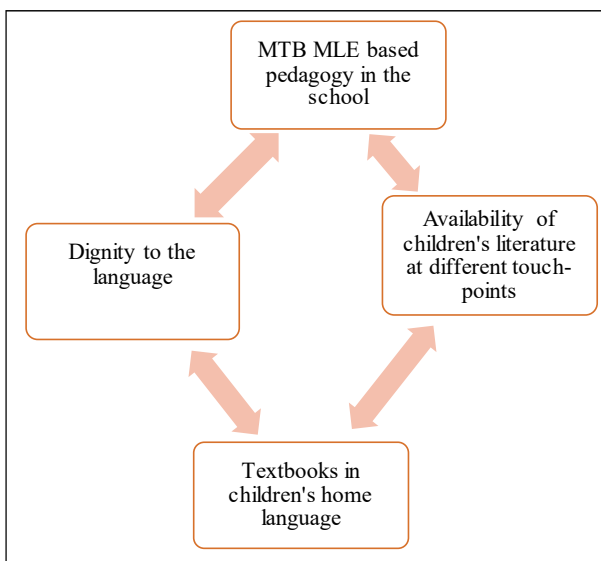 MTB MLE based
pedagogy in the
school
Dignity to the
language
Availability of
children's literature
at different touch-
points
Textbooks in
children's home
language